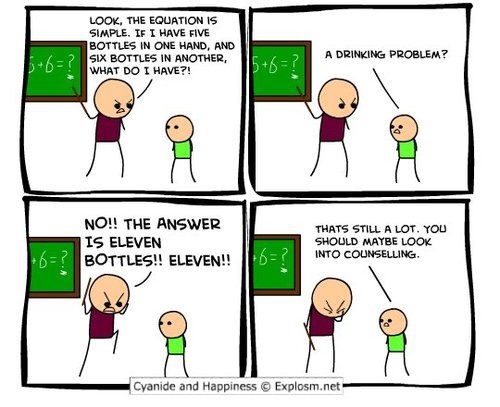 LOOK, THE EQUATION IS
SIMPLE. IF I HAVE FIVE
BOTTLES IN ONE HAND, AND
SIX BOTTLES IN ANOTHER,
WHAT DO I HAVE?!
5+6=?
A DRINKING PROBLEM?
5+6=?
NO!! THE ANSWER
IS ELEVEN
BOTTLES!! ELEVEN!!
+6=?
THATS STILL A LOT. YOU
SHOULD MAYBE LOOK
INTO COUNSELLING.
6=?
Cyanide and Happiness © Explosm.net